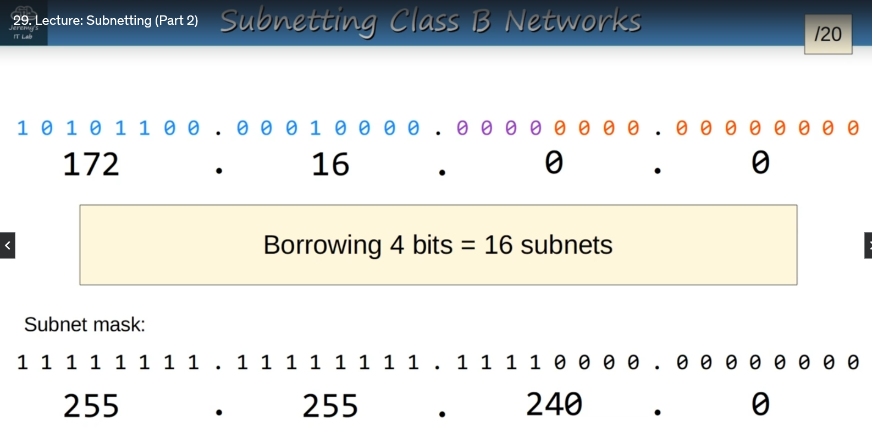 29. Lecture: Subnetting (Part 2)
Subnetting Class B Networks
Jeremy's
IT Lab
/20
1 0 1 0 1 1 0 0 . 0 0 0 1 0 0 0 0 . 0 0 0 0 0 0 0 0 . 0 0 0 0 0 0 0 0
172 . 16 . 0 . 0
Borrowing 4 bits = 16 subnets
Subnet mask:
1 1 1 1 1 1 1 1 . 1 1 1 1 1 1 1 1 . 1 1 1 1 0 0 0 0 . 0 0 0 0 0 0 0 0
255 . 255 . 240 . 0